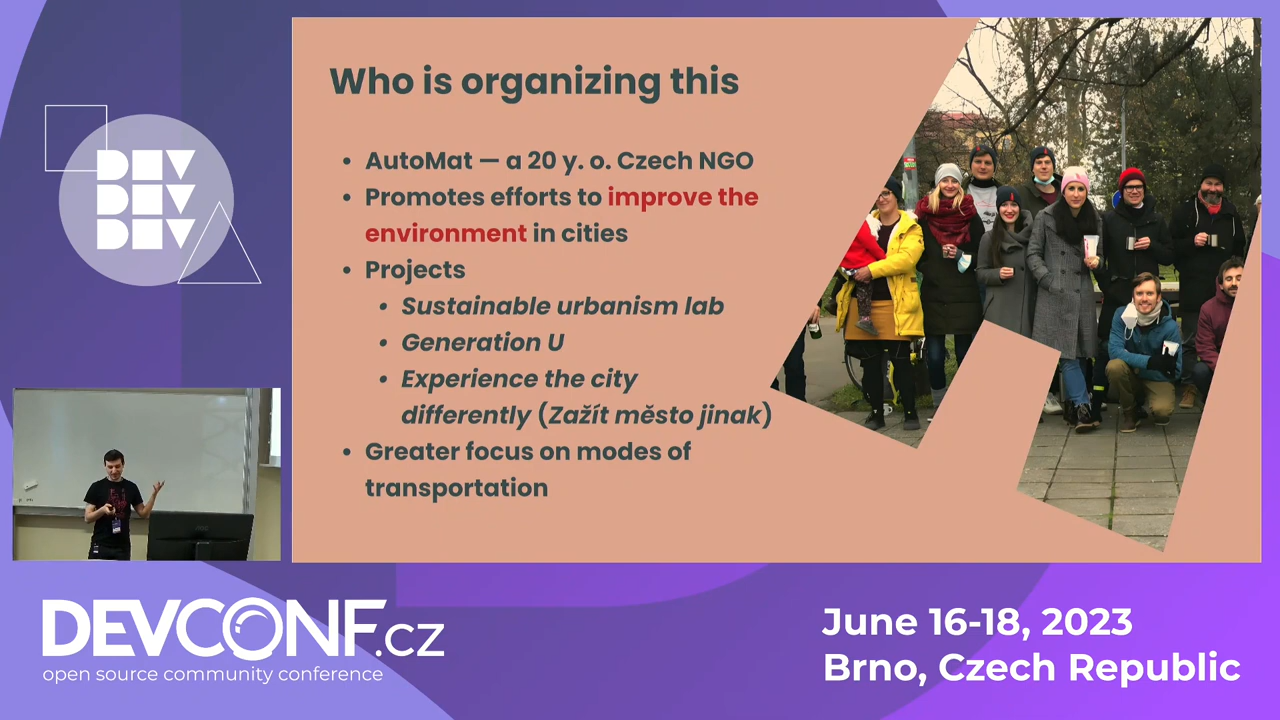 Who is organizing this
• AutoMat — a 20 y. o. Czech NGO
• Promotes efforts to improve the
environment in cities
• Projects
• Sustainable urbanism lab
• Generation U
• Experience the city
differently (Zažít město jinak)
• Greater focus on modes of
transportation
DEV
DEV
DEV
DEVCONF.cz
open source community conference
June 16-18, 2023
Brno, Czech Republic